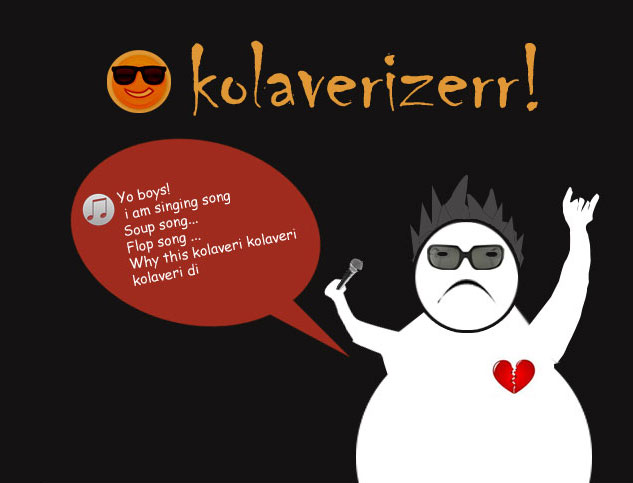 kolaverizerr!
Yo boys!
i am singing song
Soup song...
Flop song ...
Why this kolaveri kolaveri
kolaveri di